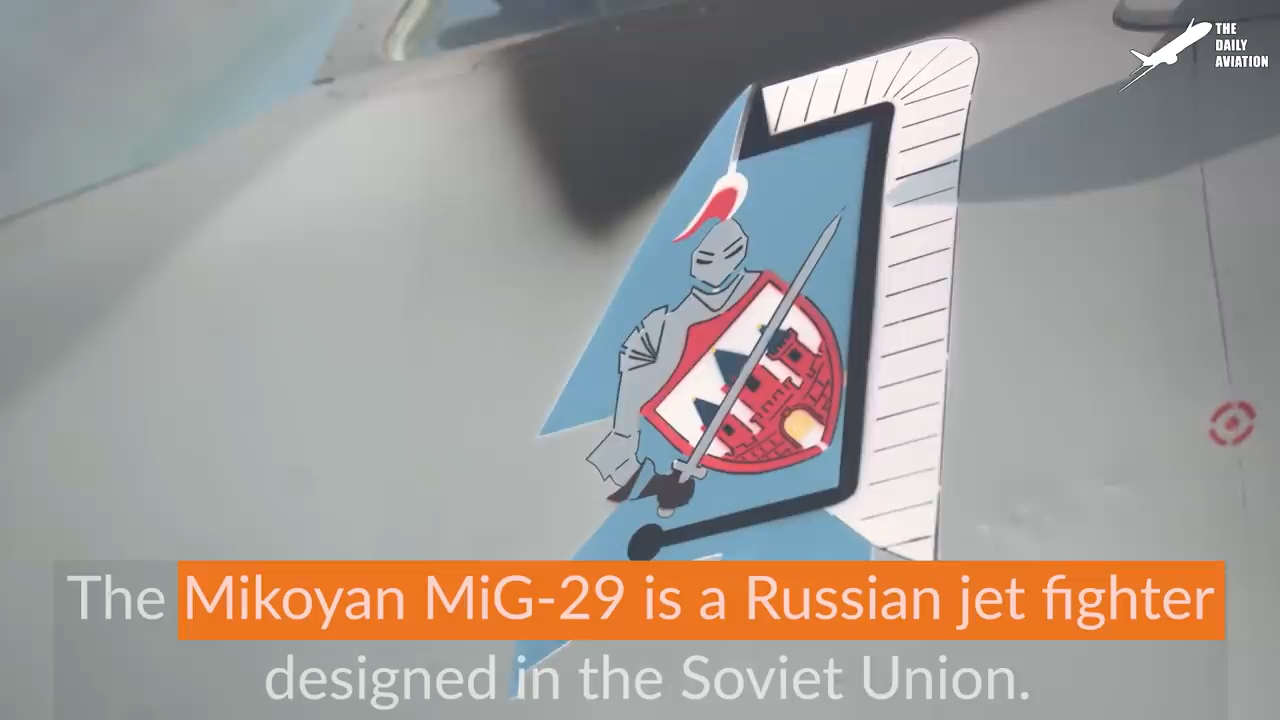 THE
DAILY
AVIATION
The Mikoyan MiG-29 is a Russian jet fighter
designed in the Soviet Union.